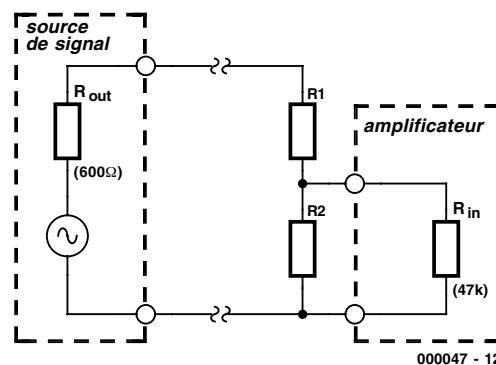 source
de signal
R out
(600Ω)
R1
R2
amplificateur
R in
(47k)
000047 - 12